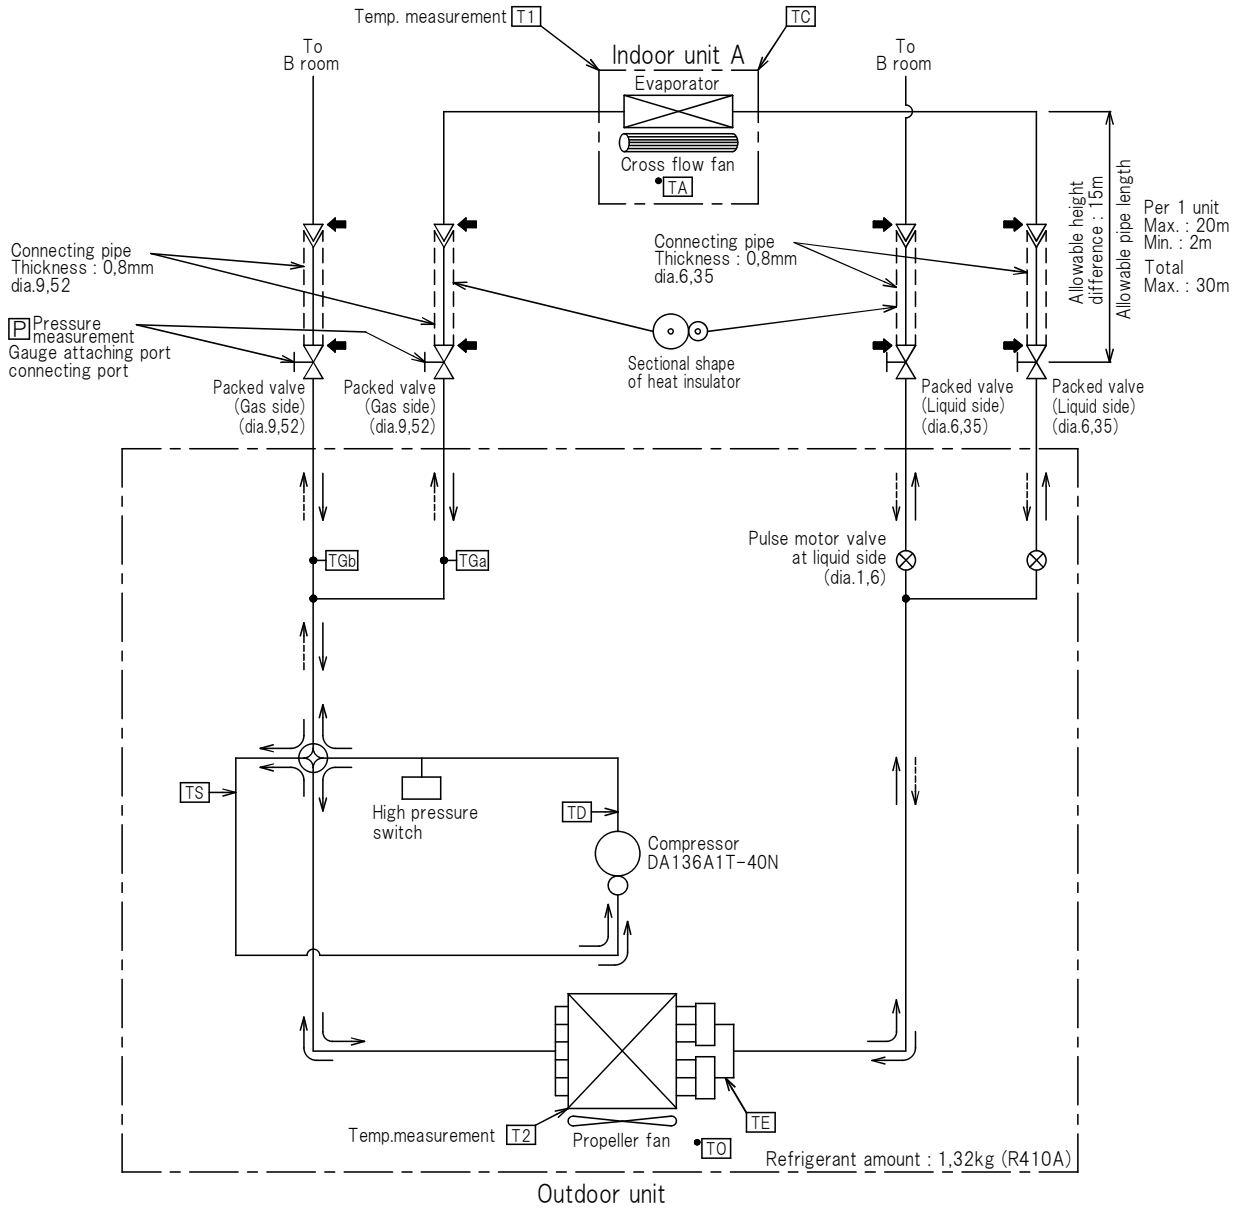 Temp. measurement T1
TC
To
B room
Indoor unit A
To
B room
Evaporator
Cross flow fan
TA
Allowable height
difference : 15m
Allowable pipe length
Per 1 unit
Max. : 20m
Min. : 2m
Total
Max. : 30m
Connecting pipe
Thickness : 0,8mm
dia.9,52
Connecting pipe
Thickness : 0,8mm
dia.6,35
P Pressure
measurement
Gauge attaching port
connecting port
Sectional shape
of heat insulator
Packed valve
(Gas side)
(dia.9,52)
Packed valve
(Gas side)
(dia.9,52)
Packed valve
(Liquid side)
(dia.6,35)
Packed valve
(Liquid side)
(dia.6,35)
TGb
TGa
Pulse motor valve
at liquid side
(dia.1,6)
TS
High pressure
switch
TD
Compressor
DA136A1T-40N
TE
Temp.measurement T2
Propeller fan
TO
Refrigerant amount : 1,32kg (R410A)
Outdoor unit